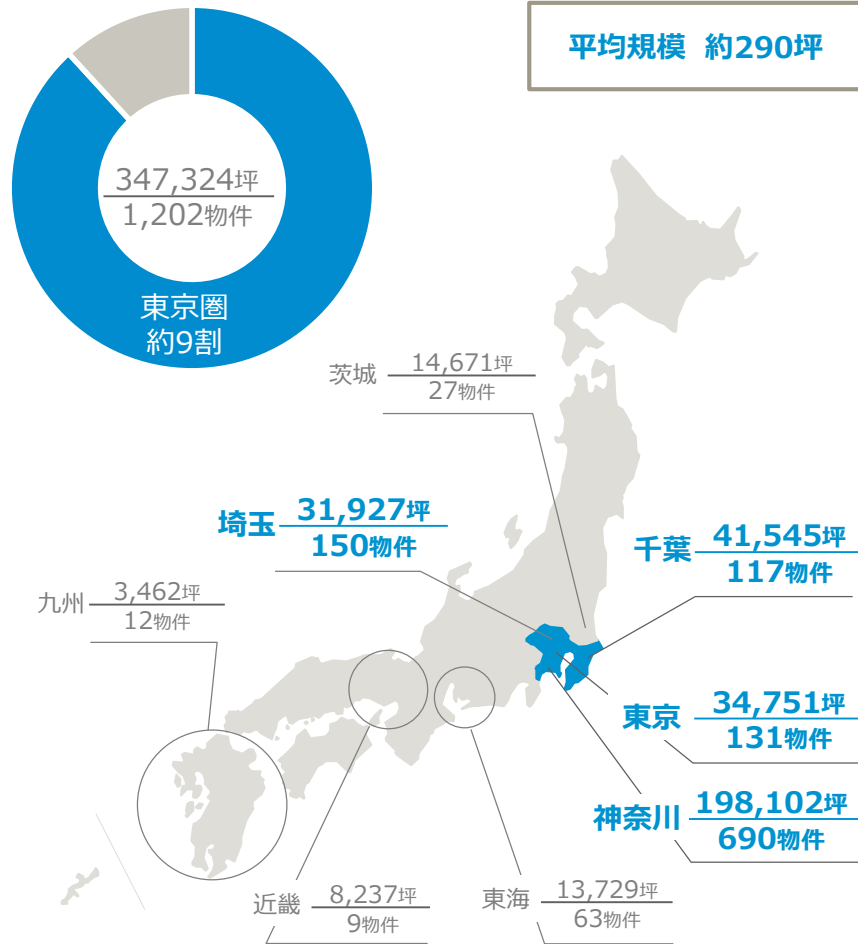 平均規模 約290坪
347,324坪
1,202物件
東京圏
約9割
茨城
14,671坪
27物件
埼玉
31,927坪
150物件
千葉
41,545坪
117物件
九州
3,462坪
12物件
東京
34,751坪
131物件
神奈川
198,102坪
690物件
近畿
8,237坪
9物件
東海
13,729坪
63物件